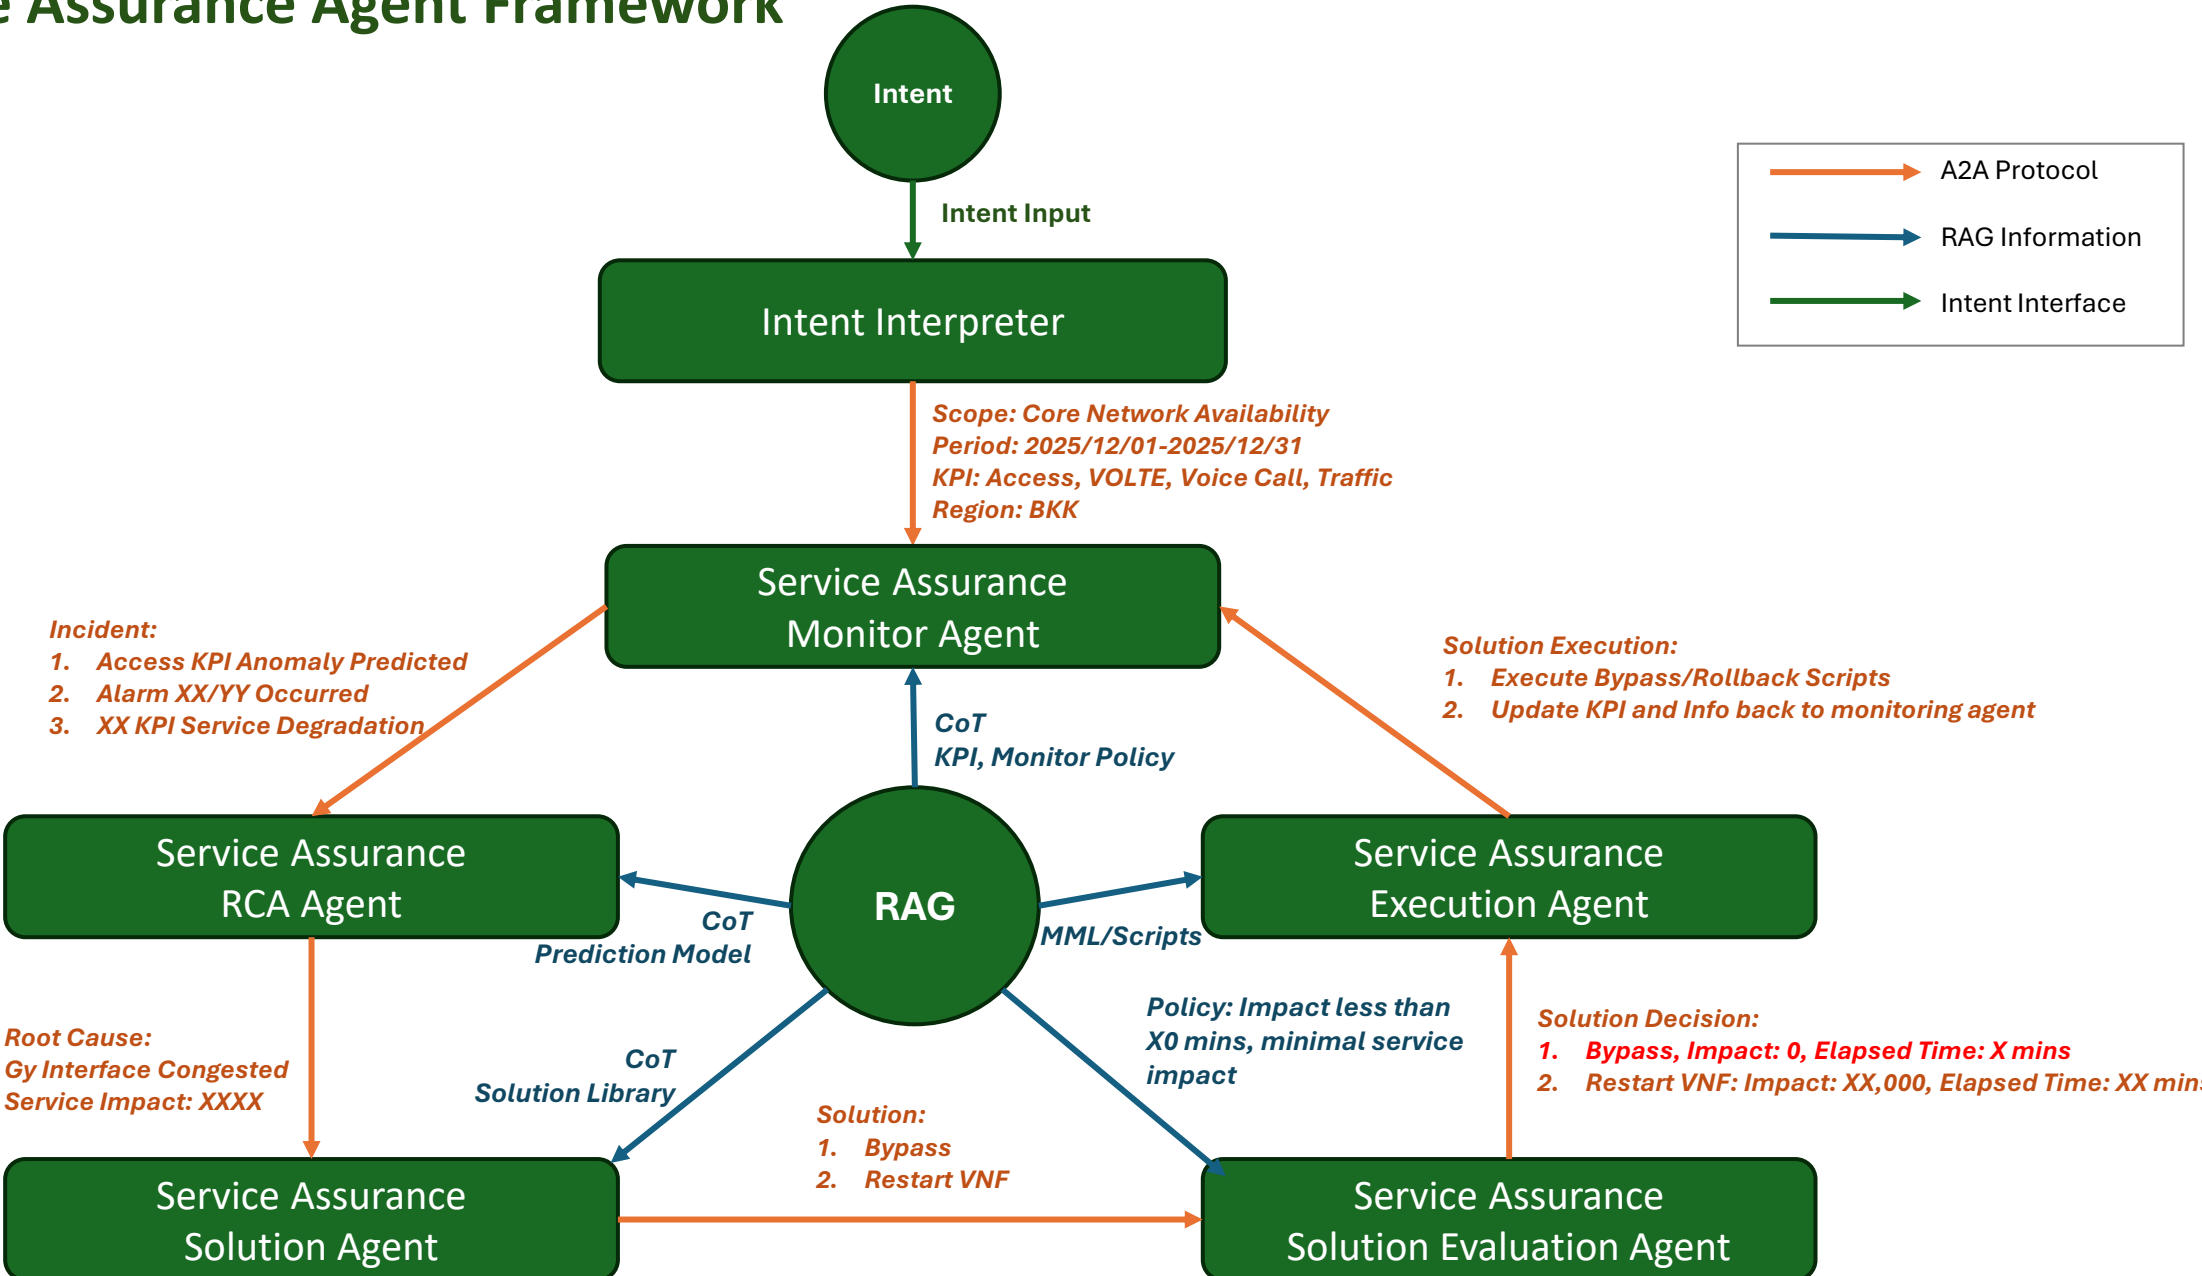 e Assurance Agent Framework
Intent
Intent Input
A2A Protocol
RAG Information
Intent Interface
Intent Interpreter
Scope: Core Network Availability
Period: 2025/12/01-2025/12/31
KPI: Access, VOLTE, Voice Call, Traffic
Region: BKK
Service Assurance
Monitor Agent
Incident:
1. Access KPI Anomaly Predicted
2. Alarm XX/YY Occurred
3. XX KPI Service Degradation
Solution Execution:
1. Execute Bypass/Rollback Scripts
2. Update KPI and Info back to monitoring agent
CoT
KPI, Monitor Policy
Service Assurance
RCA Agent
RAG
Service Assurance
Execution Agent
CoT
Prediction Model
MML/Scripts
Root Cause:
Gy Interface Congested
Service Impact: XXXX
CoT
Solution Library
Policy: Impact less than
X0 mins, minimal service
impact
Solution Decision:
1. Bypass, Impact: 0, Elapsed Time: X mins
2. Restart VNF: Impact: XX,000, Elapsed Time: XX mins
Solution:
1. Bypass
2. Restart VNF
Service Assurance
Solution Agent
Service Assurance
Solution Evaluation Agent